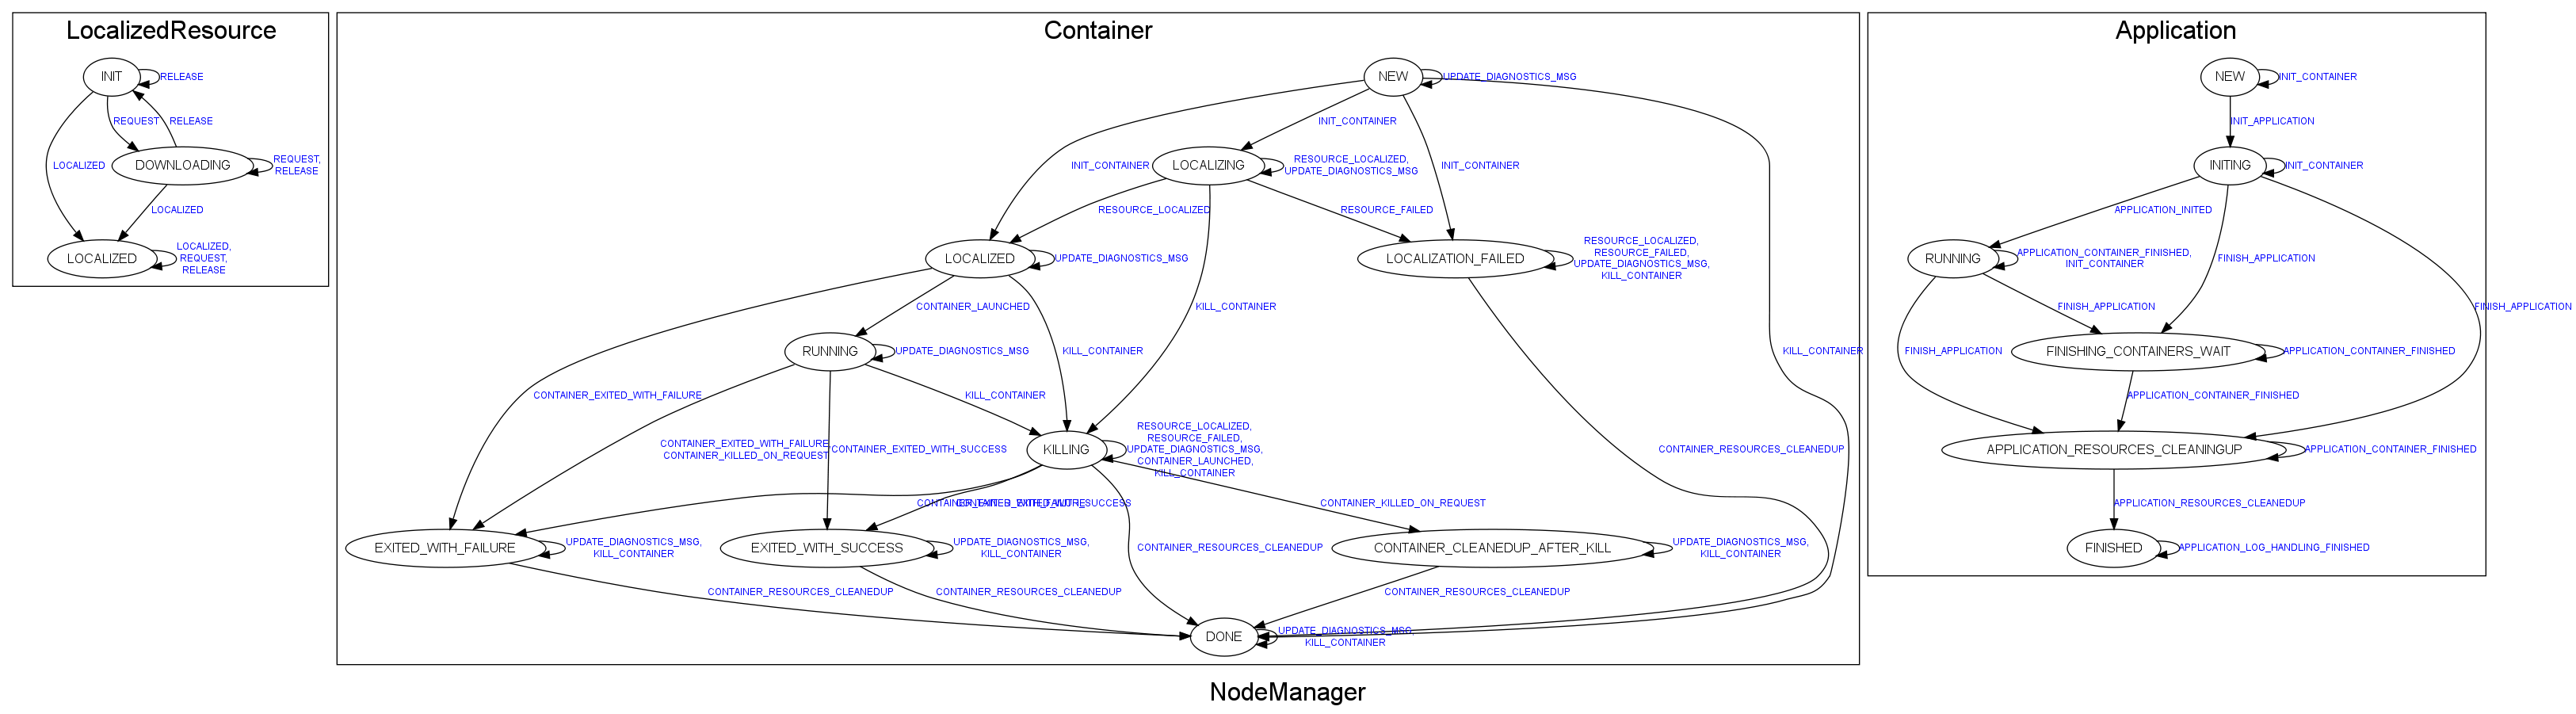 LocalizedResource
INIT
RELEASE
REQUEST
RELEASE
LOCALIZED
DOWNLOADING
REQUEST,
RELEASE
LOCALIZED
LOCALIZED
LOCALIZED,
REQUEST,
RELEASE
Container
NEW
UPDATE_DIAGNOSTICS_MSG
INIT_CONTAINER
INIT_CONTAINER
LOCALIZING
RESOURCE_LOCALIZED,
UPDATE_DIAGNOSTICS_MSG
INIT_CONTAINER
RESOURCE_LOCALIZED
RESOURCE_FAILED
LOCALIZED
UPDATE_DIAGNOSTICS_MSG
LOCALIZATION_FAILED
RESOURCE_LOCALIZED,
RESOURCE_FAILED,
UPDATE_DIAGNOSTICS_MSG,
KILL_CONTAINER
CONTAINER_LAUNCHED
KILL_CONTAINER
RUNNING
UPDATE_DIAGNOSTICS_MSG
KILL_CONTAINER
KILL_CONTAINER
CONTAINER_EXITED_WITH_FAILURE
KILL_CONTAINER
CONTAINER_EXITED_WITH_FAILURE,
CONTAINER_KILLED_ON_REQUEST
CONTAINER_EXITED_WITH_SUCCESS
KILLING
RESOURCE_LOCALIZED,
RESOURCE_FAILED,
UPDATE_DIAGNOSTICS_MSG,
CONTAINER_LAUNCHED,
KILL_CONTAINER
CONTAINER_RESOURCES_CLEANEDUP
CONTAINER_EXITED_WITH_FAILURE
CONTAINER_EXITED_WITH_SUCCESS
CONTAINER_KILLED_ON_REQUEST
EXITED_WITH_FAILURE
UPDATE_DIAGNOSTICS_MSG,
KILL_CONTAINER
EXITED_WITH_SUCCESS
UPDATE_DIAGNOSTICS_MSG,
KILL_CONTAINER
CONTAINER_RESOURCES_CLEANEDUP
CONTAINER_CLEANEDUP_AFTER_KILL
UPDATE_DIAGNOSTICS_MSG,
KILL_CONTAINER
CONTAINER_RESOURCES_CLEANEDUP
CONTAINER_RESOURCES_CLEANEDUP
CONTAINER_RESOURCES_CLEANEDUP
DONE
UPDATE_DIAGNOSTICS_MSG,
KILL_CONTAINER
Application
NEW
INIT_CONTAINER
INIT_APPLICATION
INITING
INIT_CONTAINER
APPLICATION_INITED
RUNNING
APPLICATION_CONTAINER_FINISHED,
INIT_CONTAINER
FINISH_APPLICATION
FINISH_APPLICATION
FINISH_APPLICATION
FINISH_APPLICATION
FINISHING_CONTAINERS_WAIT
APPLICATION_CONTAINER_FINISHED
APPLICATION_CONTAINER_FINISHED
APPLICATION_RESOURCES_CLEANINGUP
APPLICATION_CONTAINER_FINISHED
APPLICATION_RESOURCES_CLEANEDUP
FINISHED
APPLICATION_LOG_HANDLING_FINISHED
NodeManager